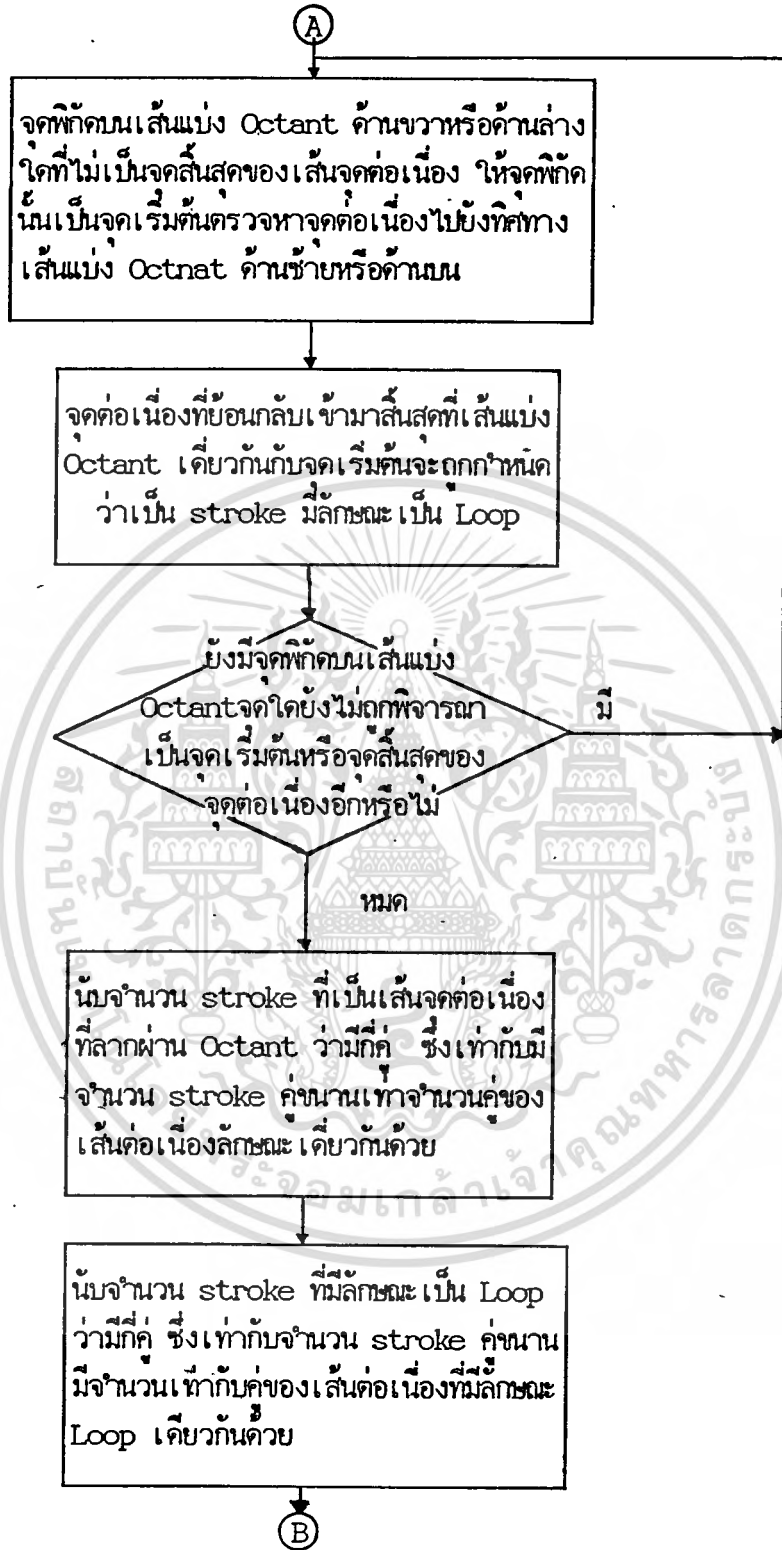 A
จุดพิกัดบนเส้นแบ่ง Octant ด้านขวาหรือด้านล่าง
ใดที่ไม่เป็นจุดสิ้นสุดของเส้นจุดต่อเนื่อง ให้จุดพิกัด
นั้นเป็นจุดเริ่มต้นตรวจหาจุดต่อเนื่องไปยังทิศทาง
เส้นแบ่ง Octnat ด้านซ้ายหรือด้านบน
จุดต่อเนื่องที่ย้อนกลับเข้ามาสิ้นสุดที่เส้นแบ่ง
Octant เดี่ยวกันกับจุดเริ่มต้นจะถูกกำหนด
ว่าเป็น stroke มีลักษณะเป็น Loop
ยังมีจุดพิกัดบนเส้นแบ่ง
Octantจุดใดยังไม่ถูกพิจารณา
เป็นจุดเริ่มต้นหรือจุดสิ้นสุดของ
จุดต่อเนื่องอีกหรือไม่
มี
หมด
นับจำนวน stroke ที่เป็นเส้นจุดต่อเนื่อง
ที่ลากผ่าน Octant ว่ามีกี่คู่ ซึ่งเท่ากับมี
จำนวน stroke คู่ขนานเท่าจำนวนคู่ของ
เส้นต่อเนื่องลักษณะเดี่ยวกันด้วย
นับจำนวน stroke ที่มีลักษณะเป็น Loop
ว่ามีกี่คู่ ซึ่งเท่ากับจำนวน stroke คู่ขนาน
มีจำนวนเท่ากับคู่ของเส้นต่อเนื่องที่มีลักษณะ
Loop เดียวกันด้วย
B